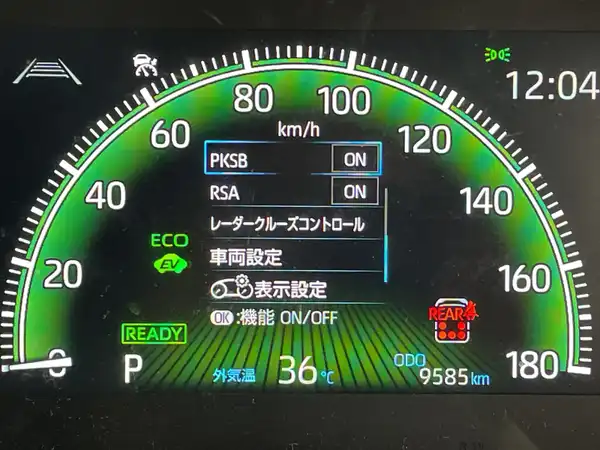 12:04
80
100
60
km/h
120
PKSB ON
40
RSA ON
140
レーダークルーズコントロール
ECO
EV
車両設定
20
160
表示設定
OK:機能 ON/OFF
REAR
READY
0
P
外気温 36℃
ODO
9585km
180